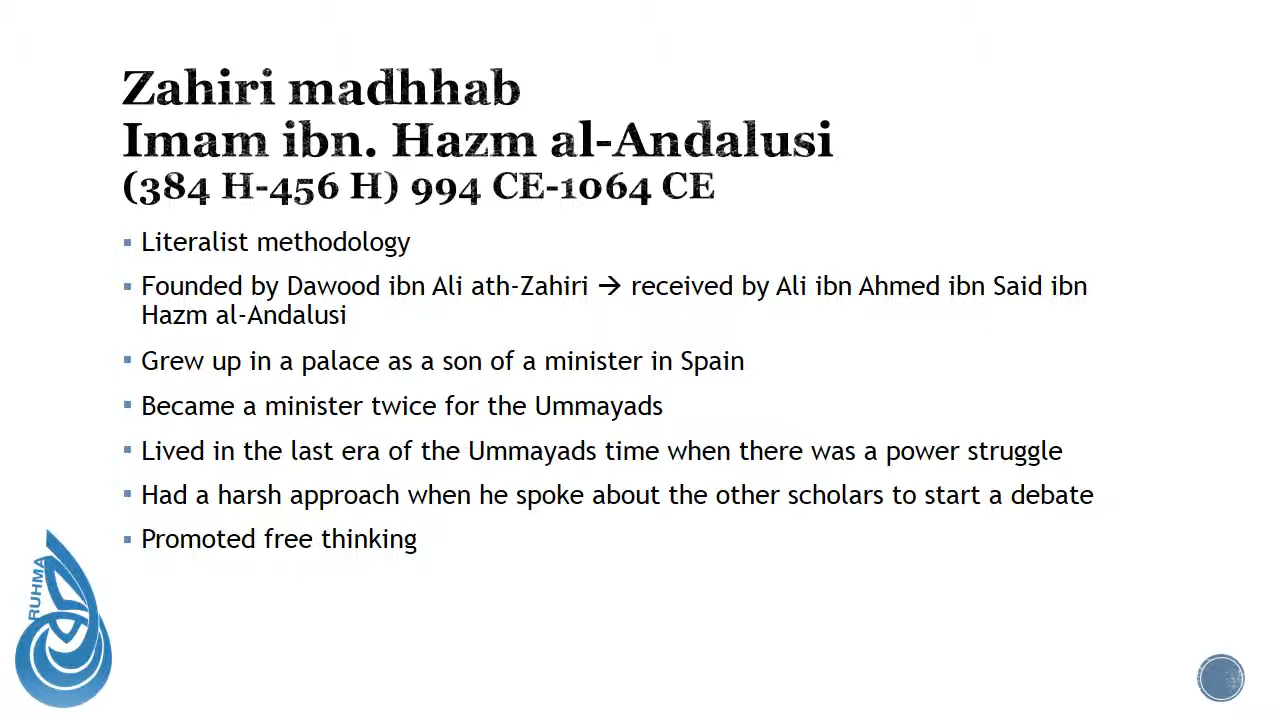 Zahiri madhhab
Imam ibn. Hazm al-Andalusi
(384 H-456 H) 994 CE-1064 CE
▪ Literalist methodology
▪ Founded by Dawood ibn Ali ath-Zahiri → received by Ali ibn Ahmed ibn Said ibn
Hazm al-Andalusi
▪ Grew up in a palace as a son of a minister in Spain
▪ Became a minister twice for the Ummayads
▪ Lived in the last era of the Ummayads time when there was a power struggle
▪ Had a harsh approach when he spoke about the other scholars to start a debate
▪ Promoted free thinking
RUHMA